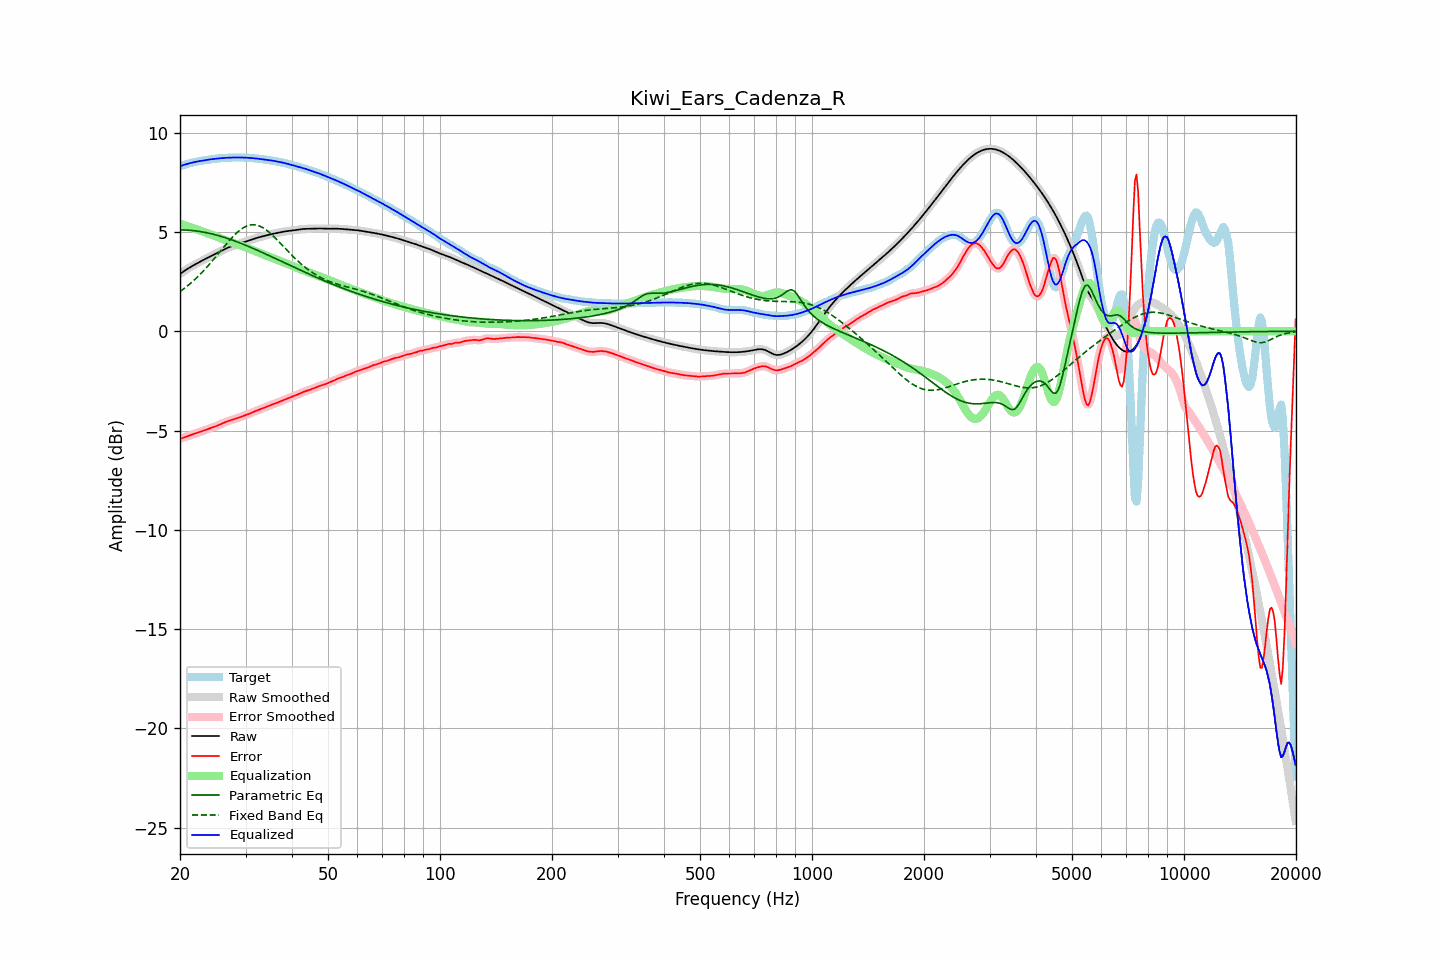 Kiwi_Ears_Cadenza_R
10
5
0
−5
−10
−15
−20
−25
Amplitude (dBr)
Target
Raw Smoothed
Error Smoothed
Raw
Error
Equalization
Parametric Eq
Fixed Band Eq
Equalized
20 50 100 200 500 1000 2000 5000 10000 20000
Frequency (Hz)